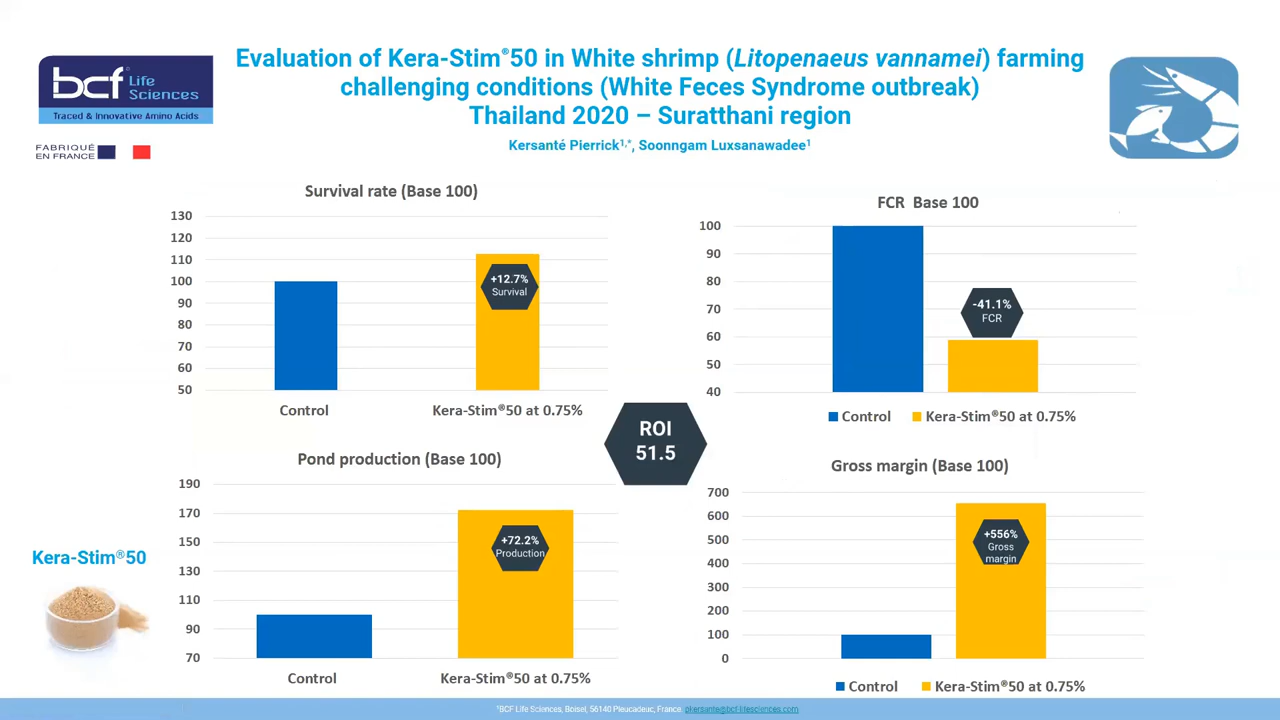 Evaluation of Kera-Stim®50 in White shrimp (Litopenaeus vannamei) farming
challenging conditions (White Feces Syndrome outbreak)
Thailand 2020 – Suratthani region
Kersanté Pierrick1,*, Soonngam Luxsanawadee1
bcf® Life
Sciences
Traced & Innovative Amino Acids
FABRIQUÉ
EN FRANCE
Survival rate (Base 100)
130
120
110
100
90
80
70
60
50
+12.7%
Survival
Control
Kera-Stim®50 at 0.75%
FCR Base 100
100
90
80
70
60
50
40
-41.1%
FCR
Control
Kera-Stim®50 at 0.75%
ROI
51.5
Pond production (Base 100)
190
170
150
130
110
90
70
+72.2%
Production
Control
Kera-Stim®50 at 0.75%
Gross margin (Base 100)
700
600
500
400
300
200
100
0
+556%
Gross
margin
Control
Kera-Stim®50 at 0.75%
Kera-Stim®50
1BCF Life Sciences, Boisel, 56140 Pleucadeuc, France. pkersante@bcf-lifesciences.com